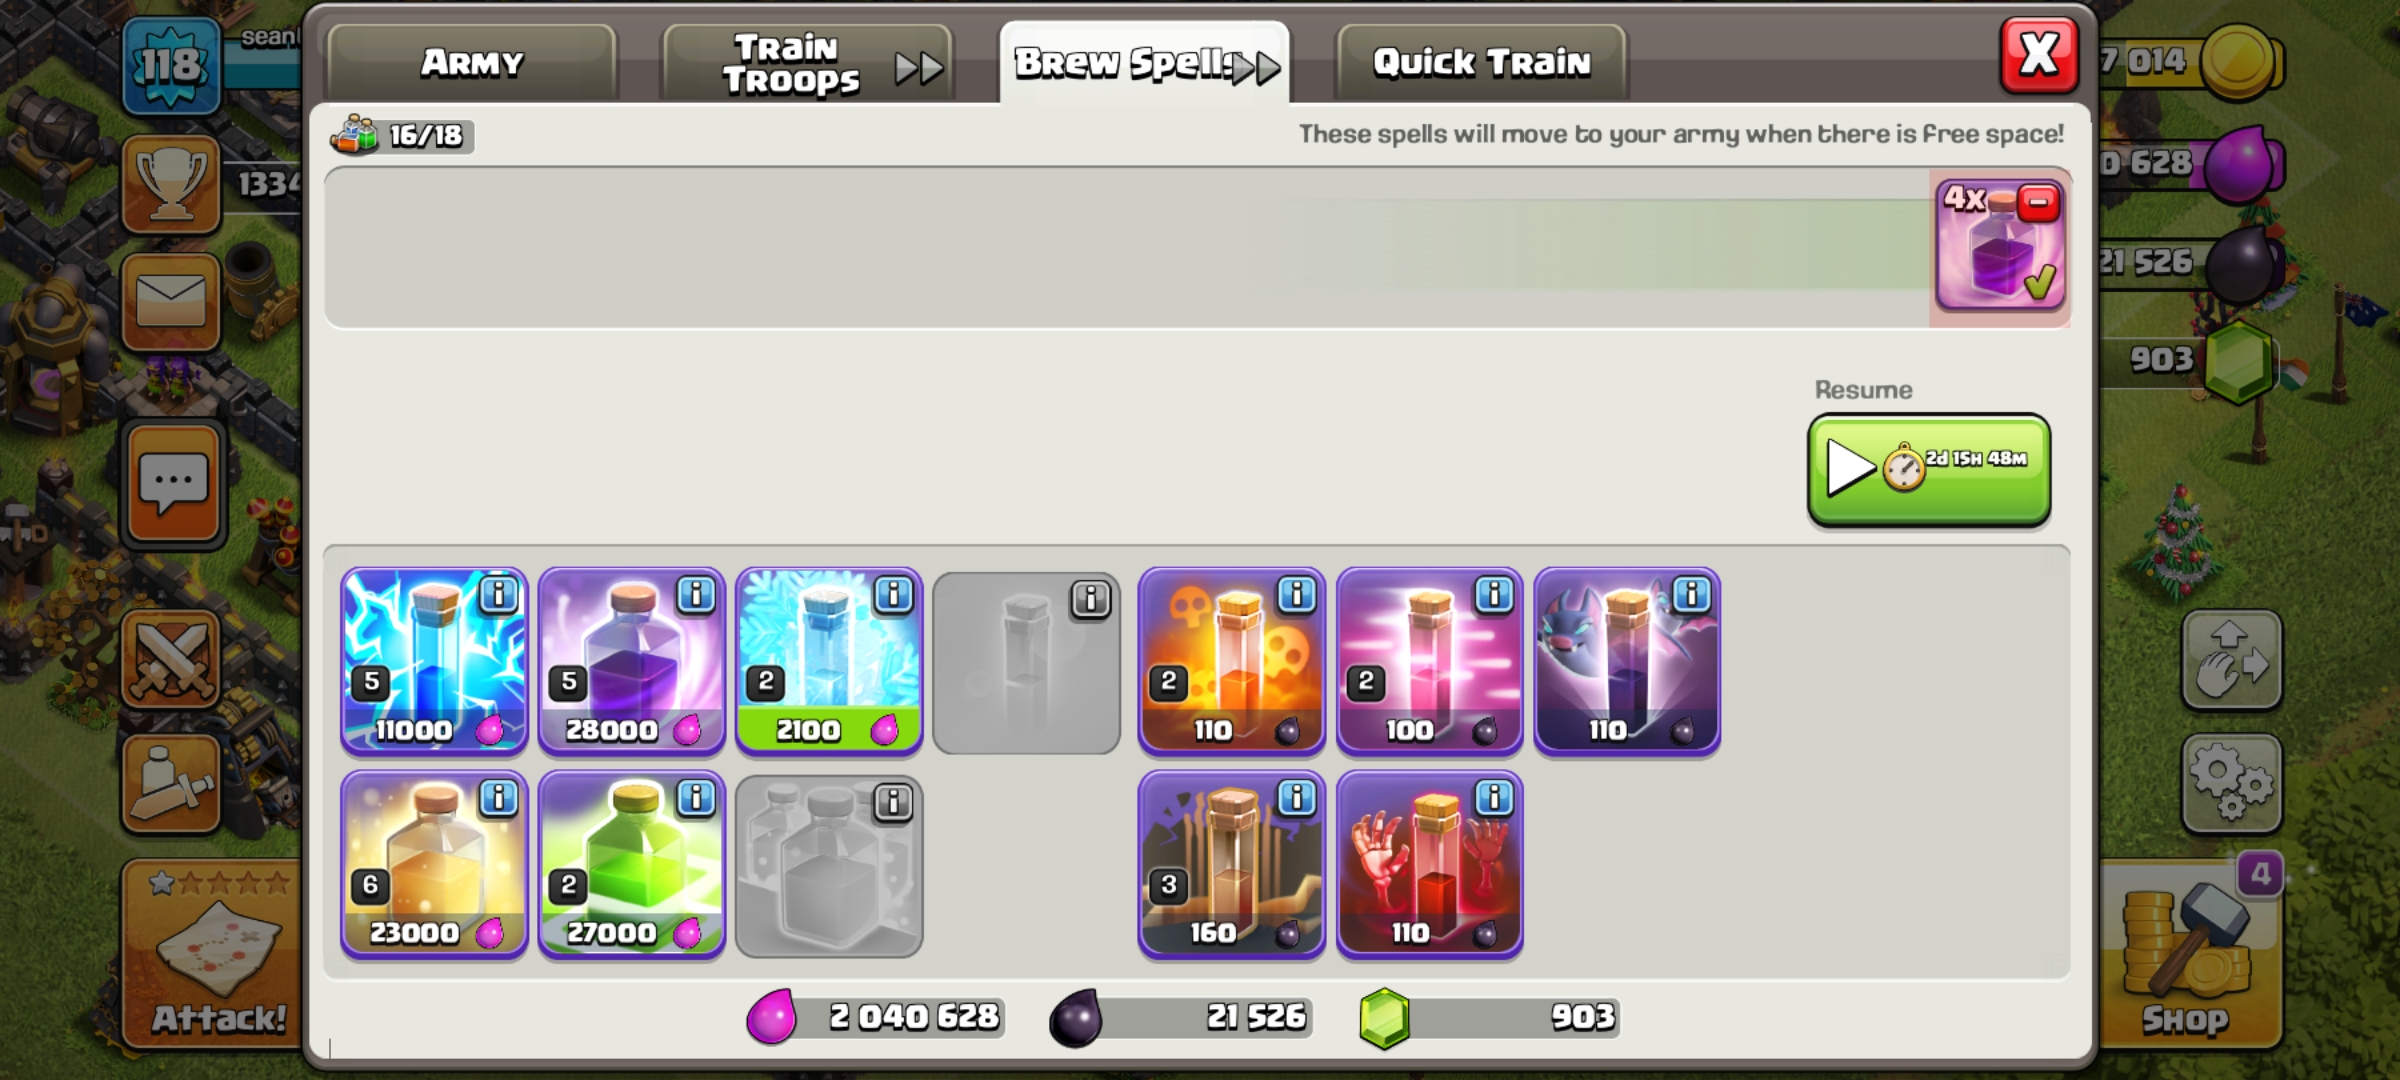 118
sean
ARMY
TRAIN
TROOPS
Brew Spells
Quick Train
X
7 014
16/18
These spells will move to your army when there is free space!
1334
4x
0 628
21 526
903
Resume
2d 15H 48M
5
11000
5
28000
2
2100
2
110
2
100
110
6
23000
2
27000
3
160
110
Attack!
4
SHOP
2 040 628
21 526
903